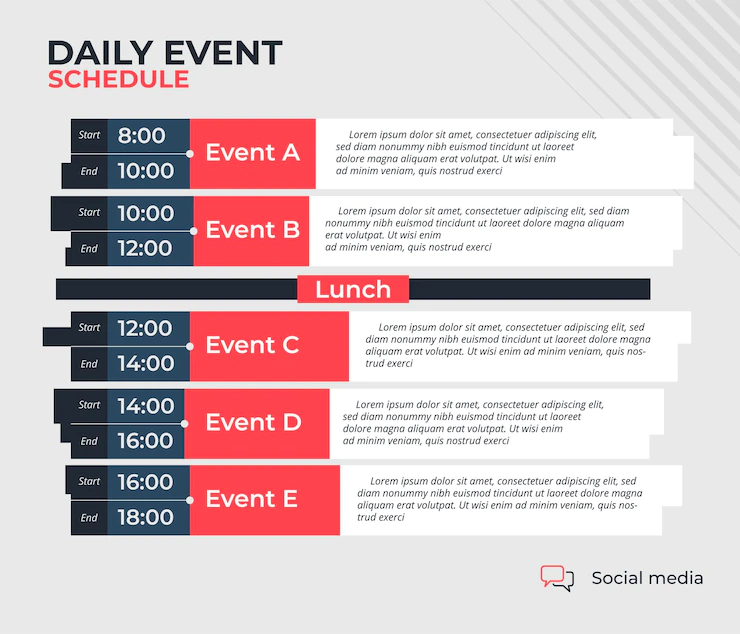 DAILY EVENT
SCHEDULE
Start 8:00
End 10:00
Event A
Lorem ipsum dolor sit amet, consectetuer adipiscing elit,
sed diam nonummy nibh euismod tincidunt ut laoreet
dolore magna aliquam erat volutpat. Ut wisi enim
ad minim veniam, quis nostrud exerci
Start 10:00
End 12:00
Event B
Lorem ipsum dolor sit amet, consectetuer adipiscing elit, sed diam
nonummy nibh euismod tincidunt ut laoreet dolore magna aliquam
erat volutpat. Ut wisi enim
ad minim veniam, quis nostrud exerci
Lunch
Start 12:00
End 14:00
Event C
Lorem ipsum dolor sit amet, consectetuer adipiscing elit, sed
diam nonummy nibh euismod tincidunt ut laoreet dolore magna
aliquam erat volutpat. Ut wisi enim ad minim veniam, quis nos-
trud exerci
Start 14:00
End 16:00
Event D
Lorem ipsum dolor sit amet, consectetuer adipiscing elit,
sed diam nonummy nibh euismod tincidunt ut laoreet
dolore magna aliquam erat volutpat. Ut wisi enim
ad minim veniam, quis nostrud exerci
Start 16:00
End 18:00
Event E
Lorem ipsum dolor sit amet, consectetuer adipiscing elit, sed
diam nonummy nibh euismod tincidunt ut laoreet dolore magna
aliquam erat volutpat. Ut wisi enim ad minim veniam, quis nos-
trud exerci
Social media